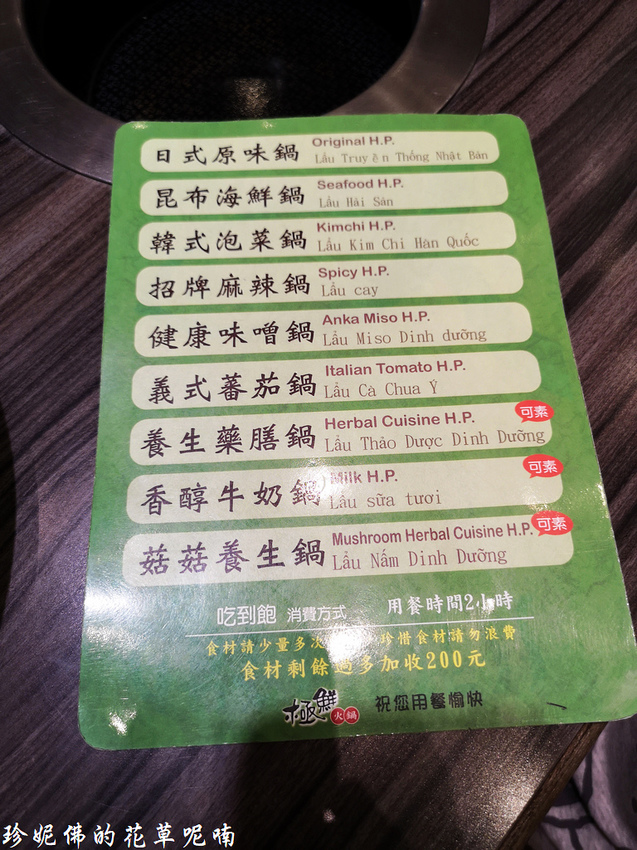 日式原味鍋 Original H.P.
Lẩu Truyền Thống Nhật Bản
昆布海鮮鍋 Seafood H.P.
Lẩu Hải Sản
韓式泡菜鍋 Kimchi H.P.
Lẩu Kim Chi Hàn Quốc
招牌麻辣鍋 Spicy H.P.
Lẩu cay
健康味噌鍋 Anka Miso H.P.
Lẩu Miso Dinh dưỡng
義式蕃茄鍋 Italian Tomato H.P.
Lẩu Cà Chua Ý
養生藥膳鍋 Herbal Cuisine H.P. 可素
Lẩu Thảo Dược Dinh Dưỡng
香醇牛奶鍋 Milk H.P. 可素
Lẩu sữa tươi
菇菇養生鍋 Mushroom Herbal Cuisine H.P. 可素
Lẩu Nấm Dinh Dưỡng
吃到飽 消費方式 用餐時間2小時
食材請少量多次 珍惜食材請勿浪費
食材剩餘過多加收200元
極鮮火鍋 祝您用餐愉快
珍妮佛的花草呢喃